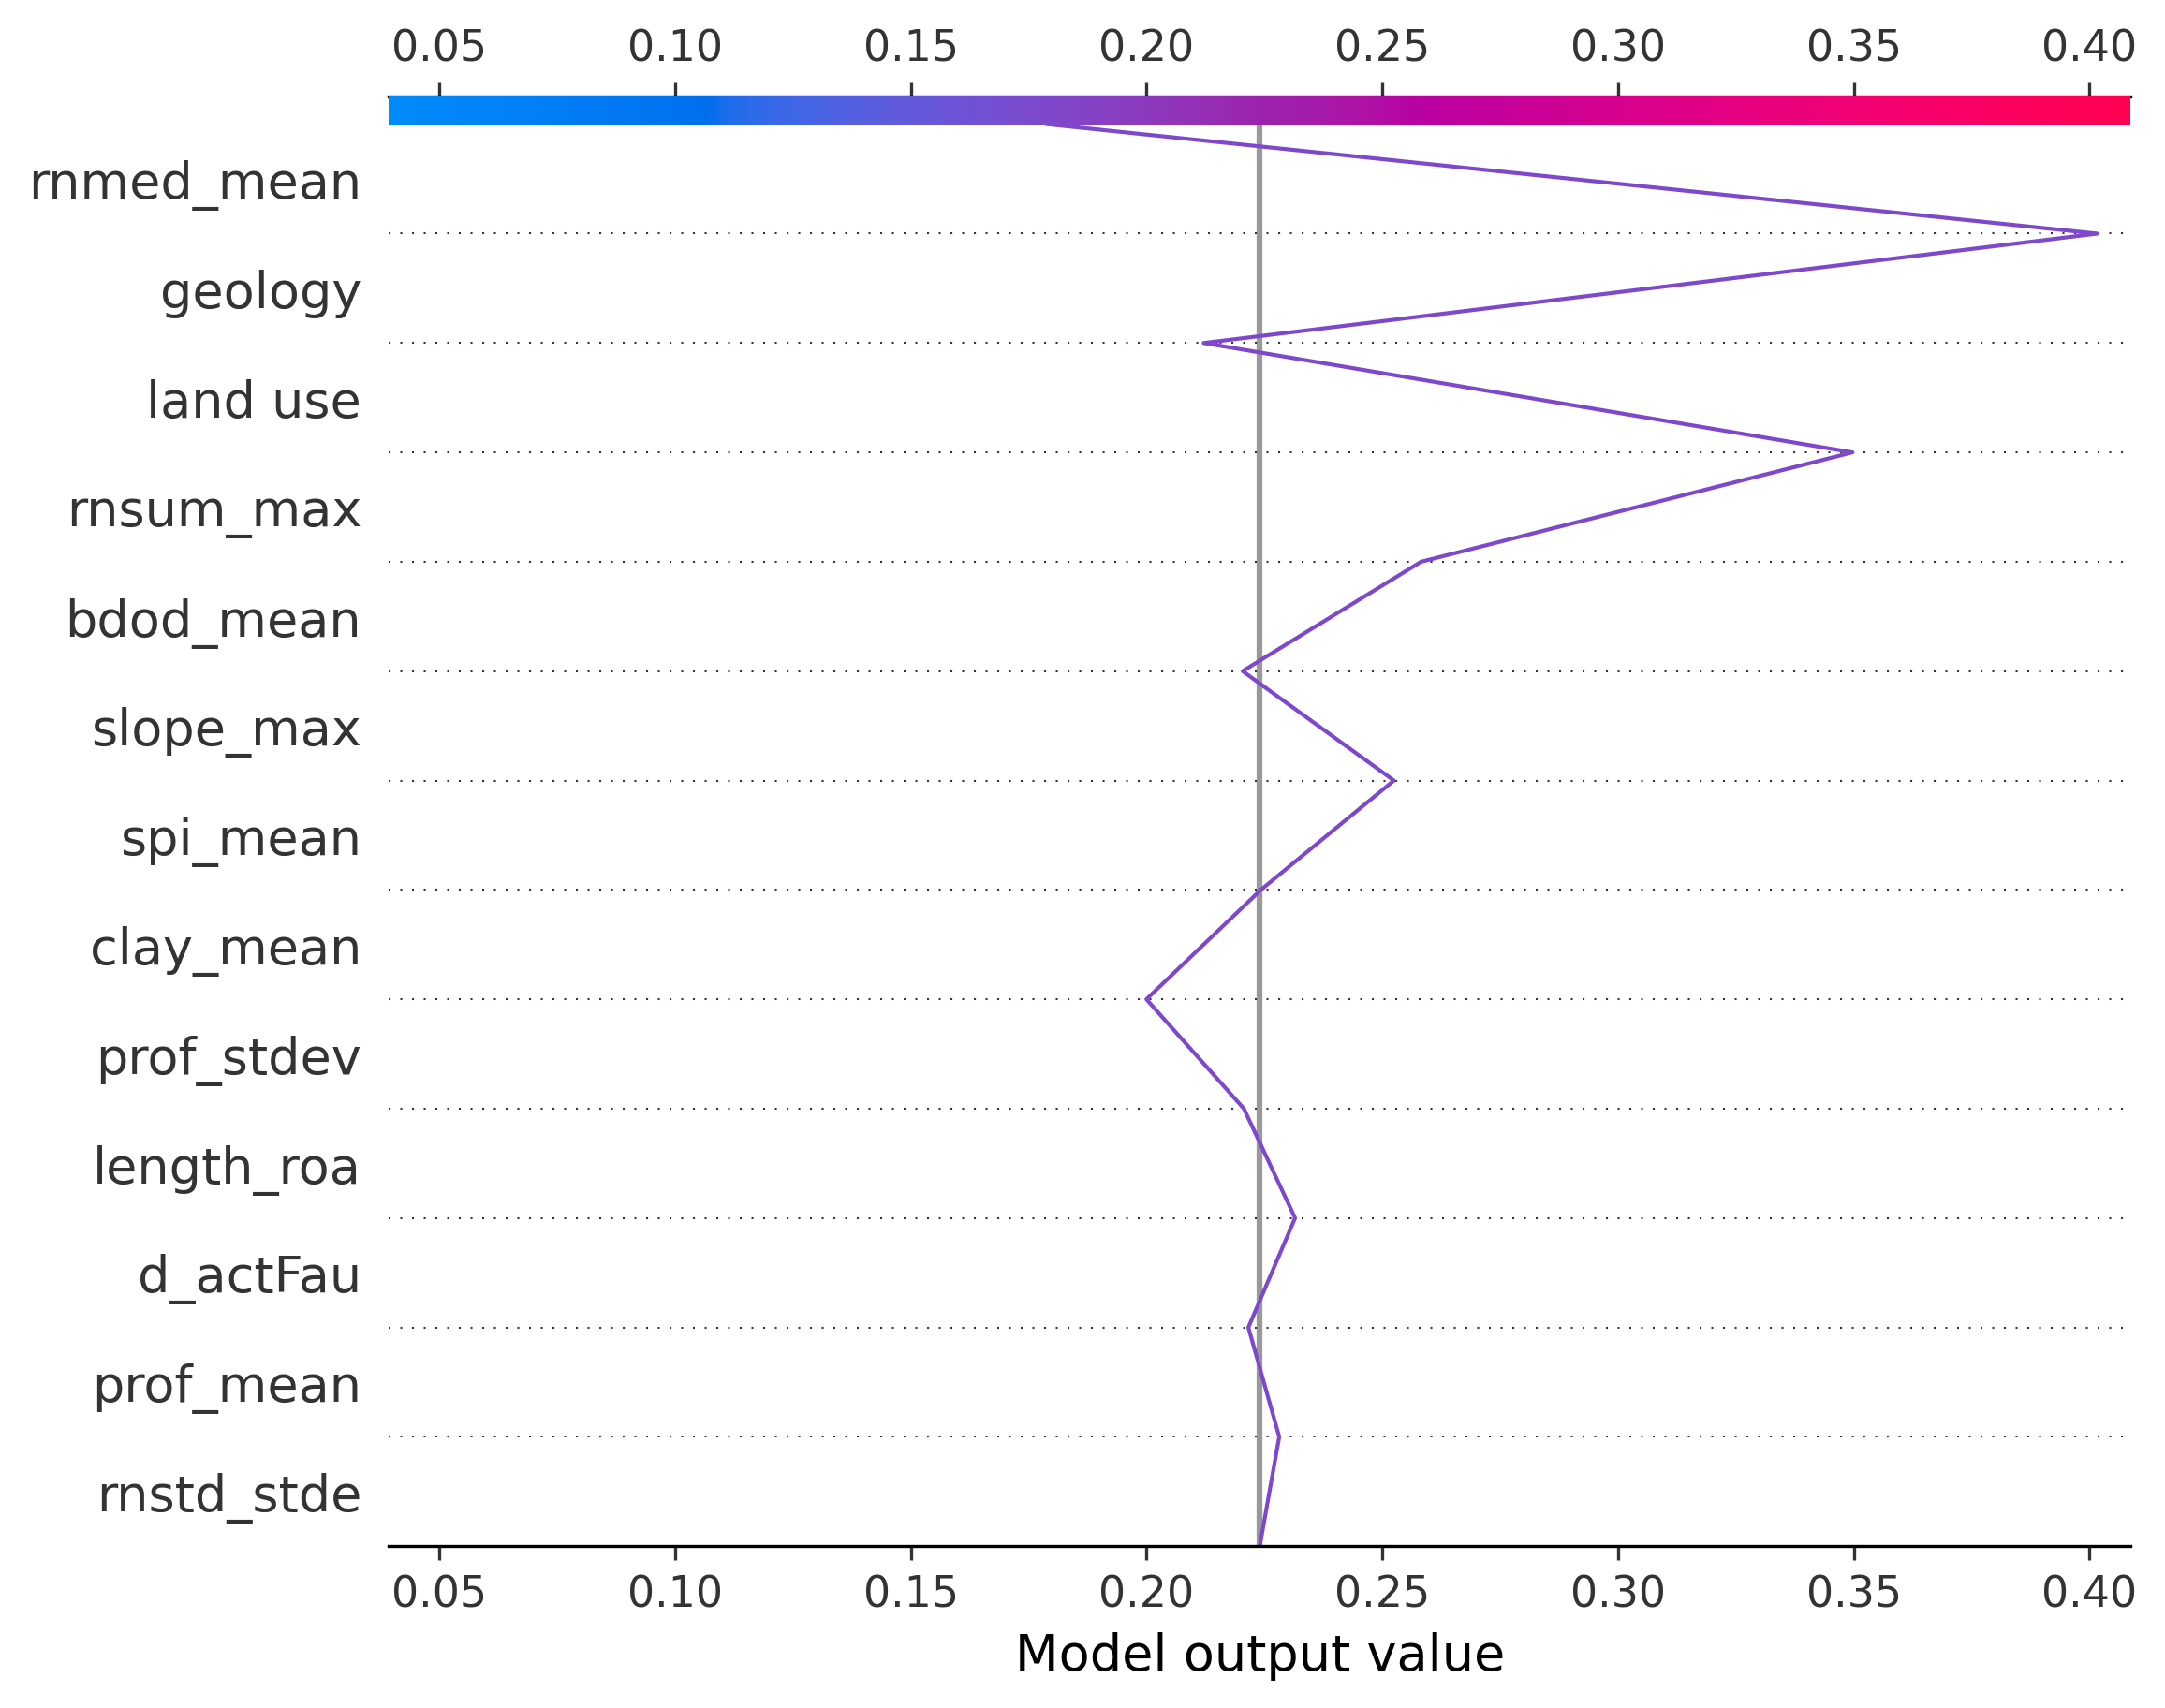 0.05 0.10 0.15 0.20 0.25 0.30 0.35 0.40
rnmed_mean
geology
land use
rnsum_max
bdod_mean
slope_max
spi_mean
clay_mean
prof_stdev
length_roa
d_actFau
prof_mean
rnstd_stde
0.05 0.10 0.15 0.20 0.25 0.30 0.35 0.40
Model output value